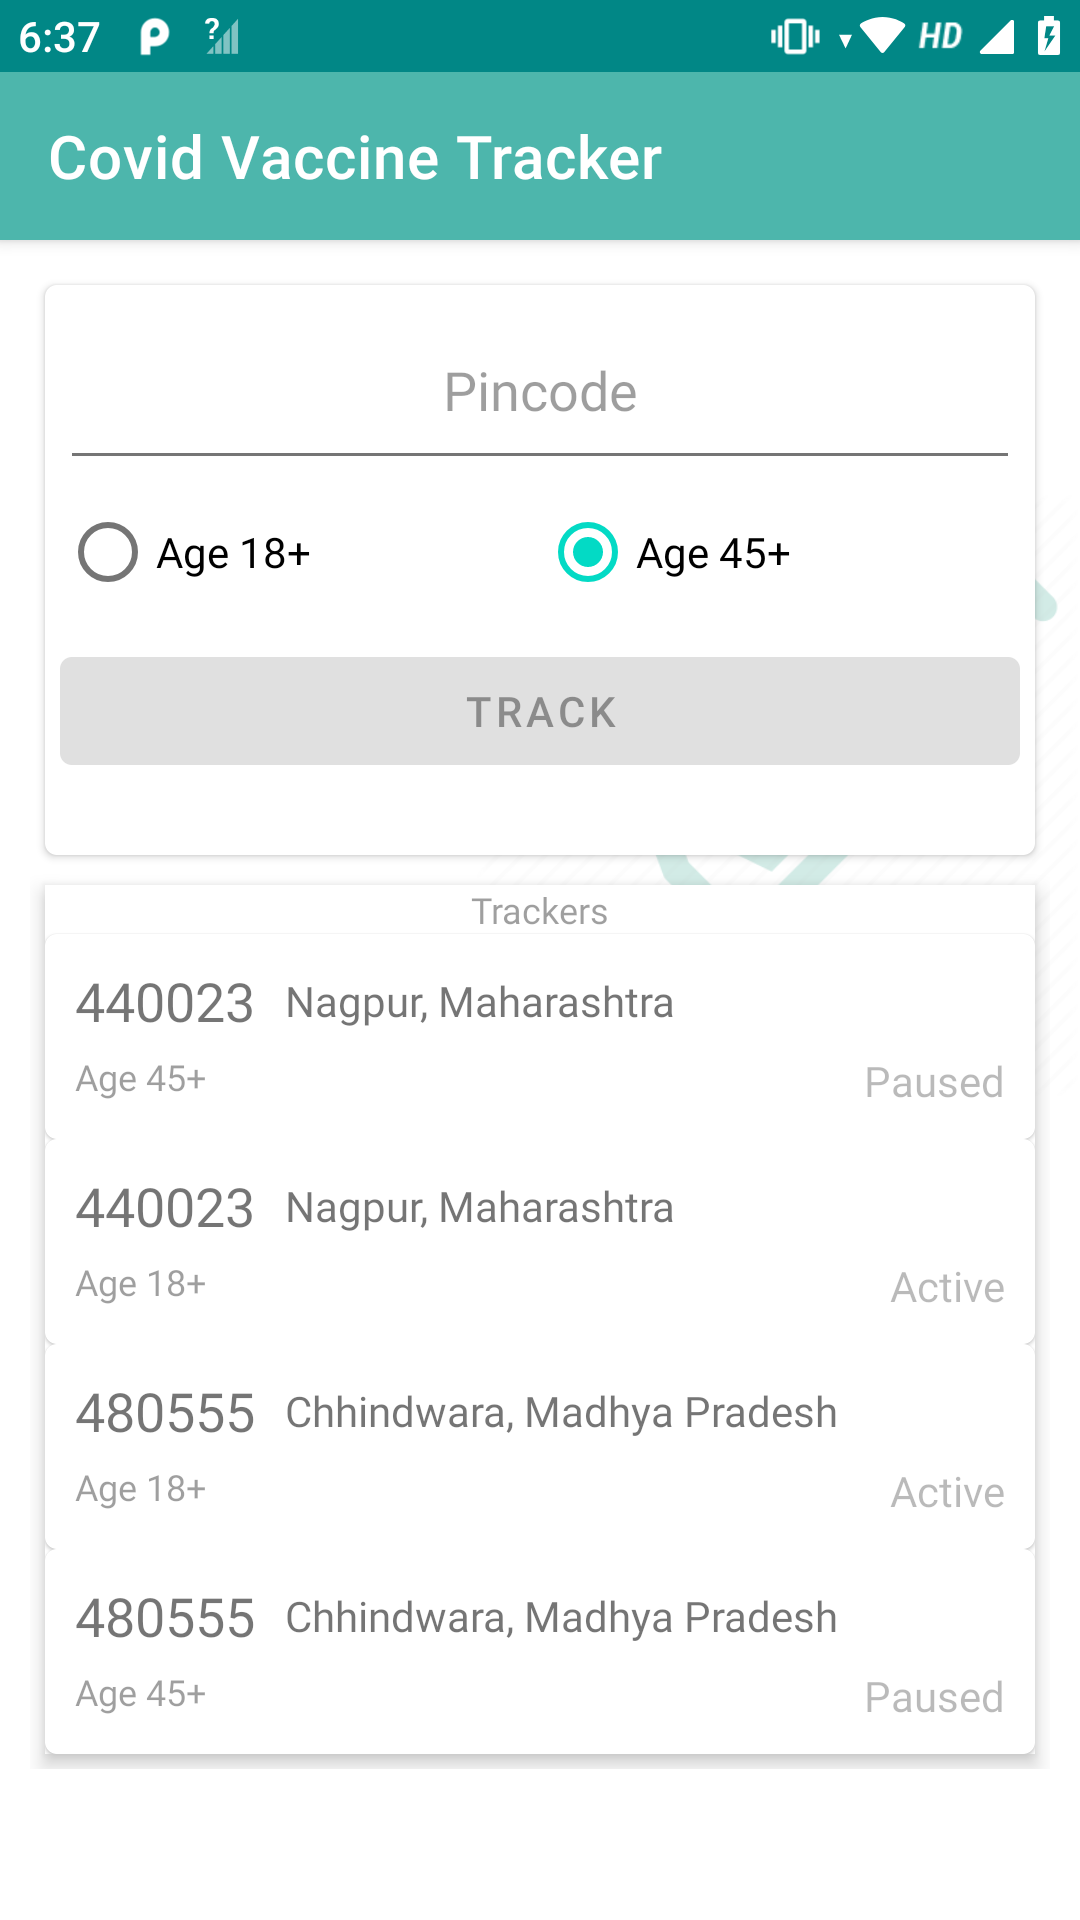 6:37
HD
Covid Vaccine Tracker
Pincode
Age 18+ Age 45+
TRACK
Trackers
440023 Nagpur, Maharashtra
Age 45+ Paused
440023 Nagpur, Maharashtra
Age 18+ Active
480555 Chhindwara, Madhya Pradesh
Age 18+ Active
480555 Chhindwara, Madhya Pradesh
Age 45+ Paused